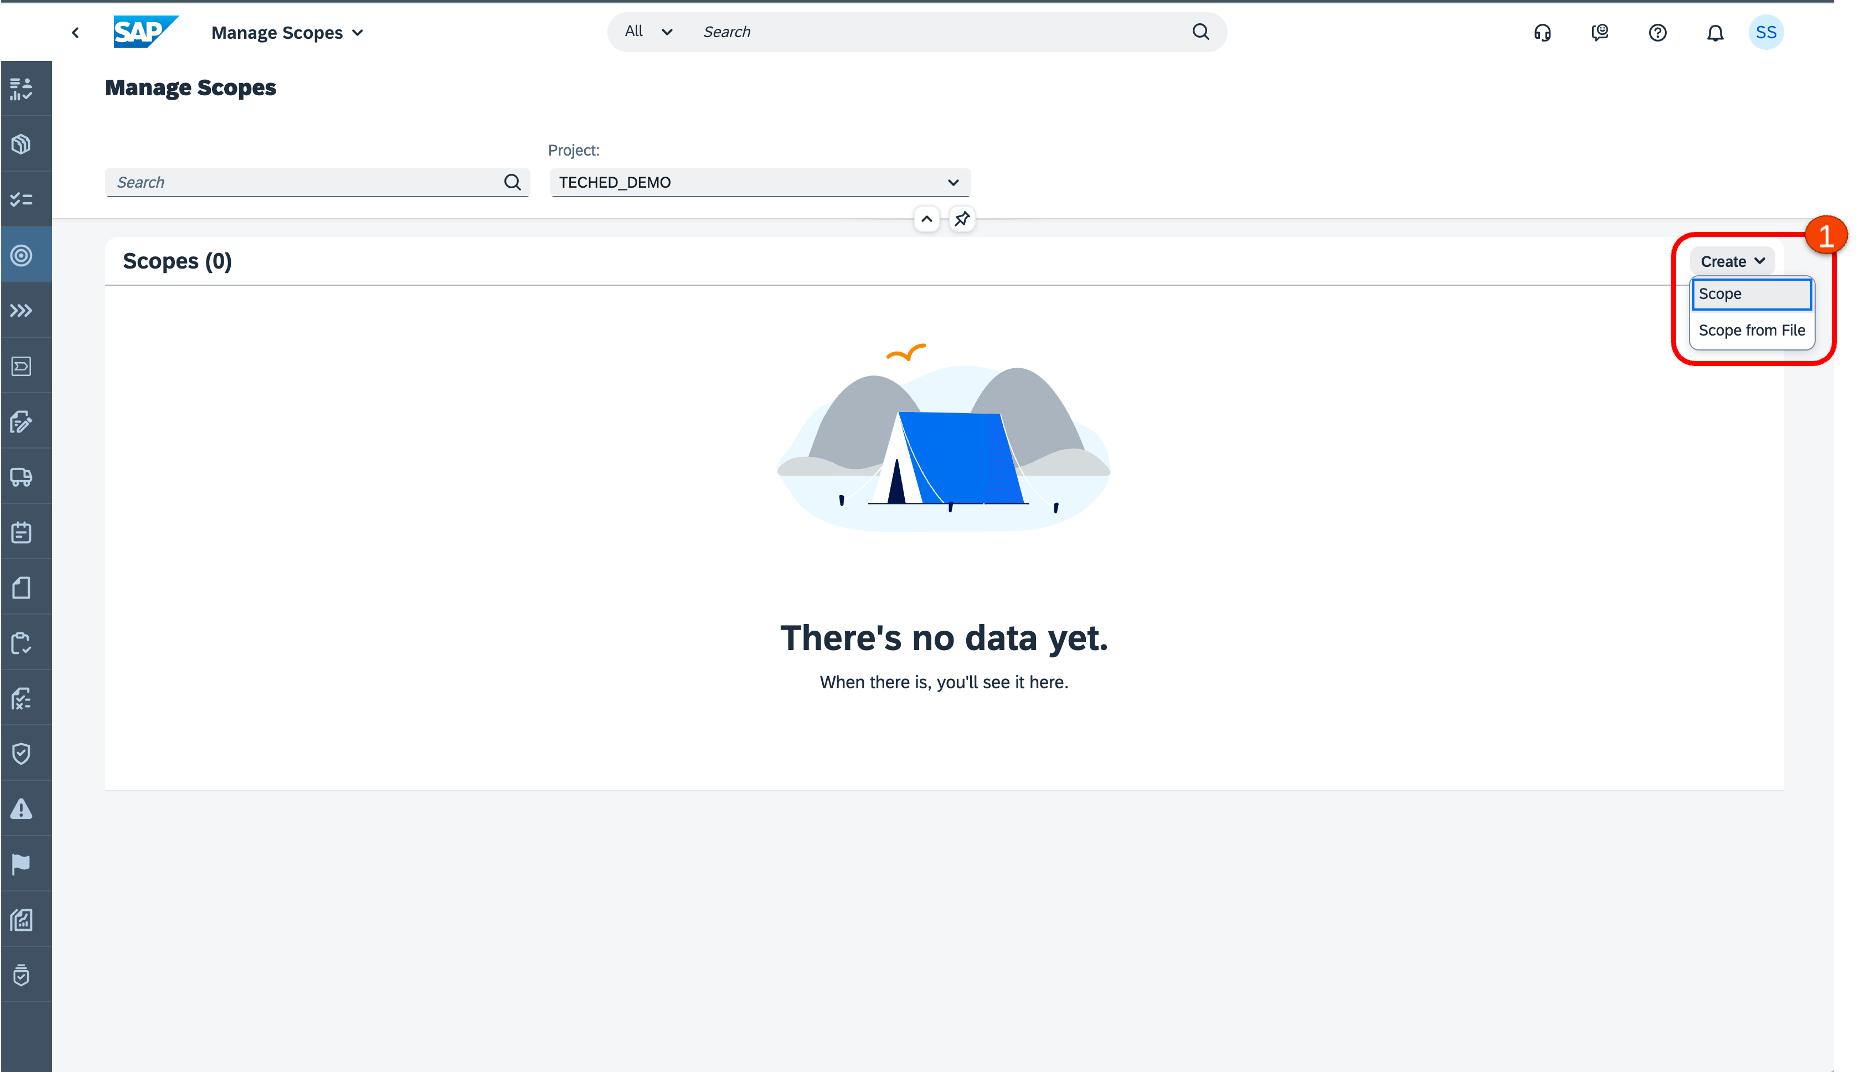 SAP Manage Scopes All Search SS
Manage Scopes
Project:
Search TECHED_DEMO
1
Scopes (0) Create
Scope
Scope from File
There's no data yet.
When there is, you'll see it here.